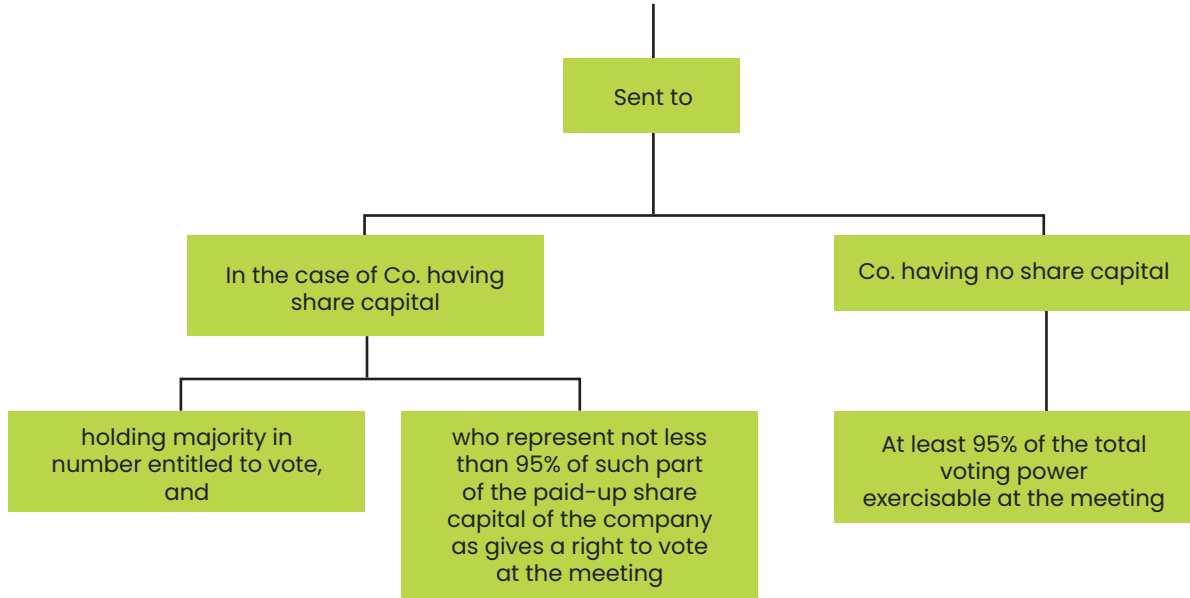 Sent to
In the case of Co. having
share capital
Co. having no share capital
holding majority in
number entitled to vote,
and
who represent not less
than 95% of such part
of the paid-up share
capital of the company
as gives a right to vote
at the meeting
At least 95% of the total
voting power
exercisable at the meeting